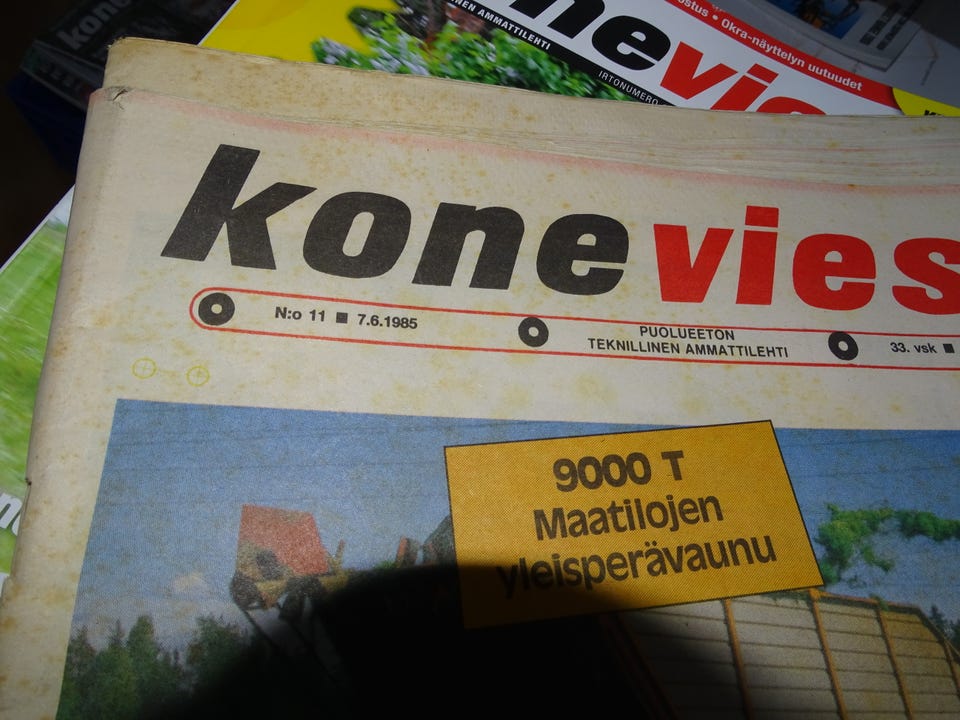 ostus • Okra-näyttelyn uutuudet
nevie
NEN AMMATTILEHTI
IRTONUMERO
konevies
N:o 11 ■ 7.6.1985
PUOLUEETON
TEKNILLINEN AMMATTILEHTI
33. vsk ■
9000 T
Maatilojen
yleisperävaunu